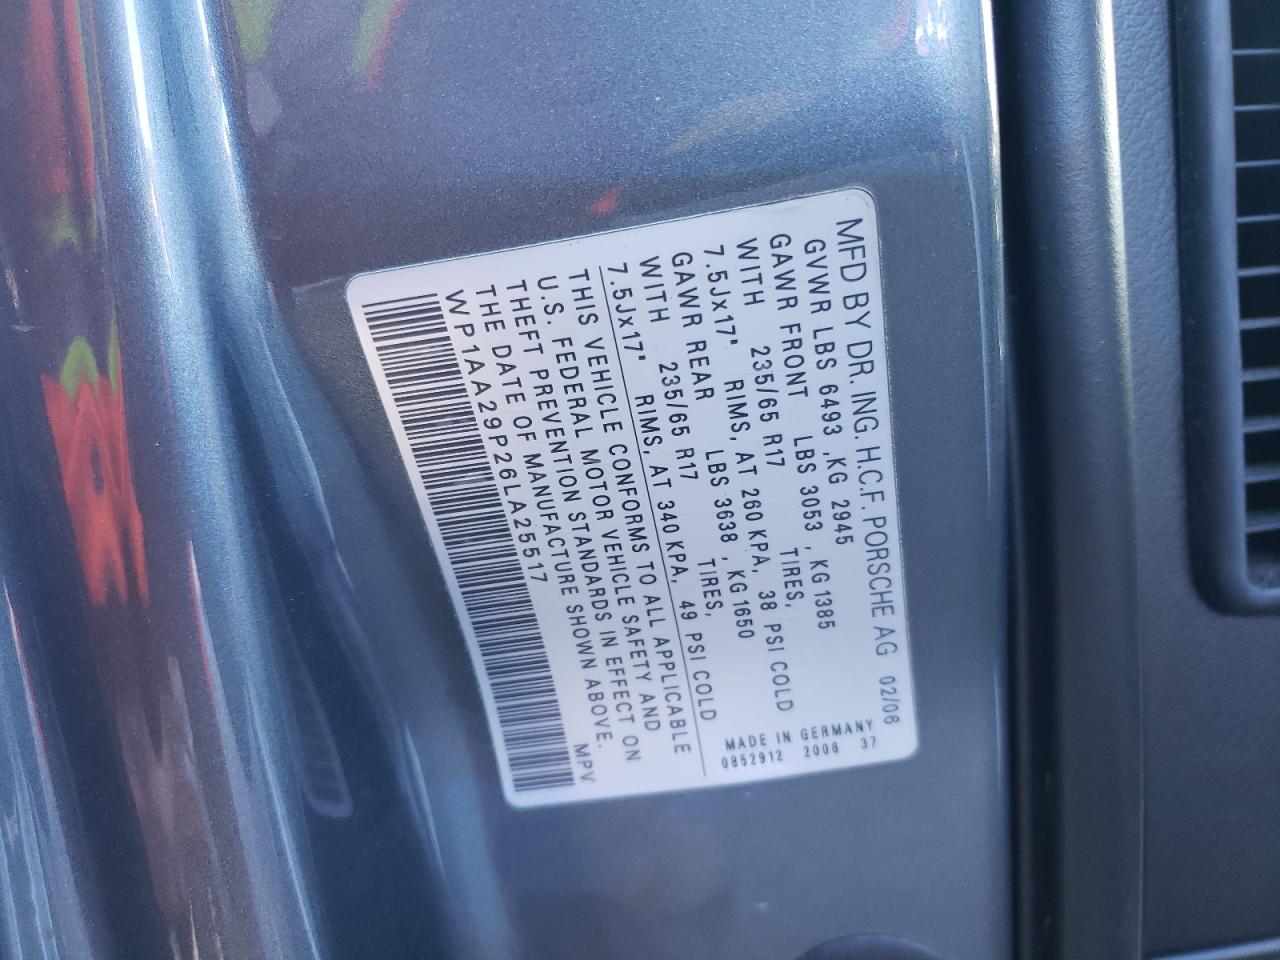 MFD BY DR. ING. H.C.F. PORSCHE AG 02/06
GVWR LBS 6493 ,KG 2945
GAWR FRONT LBS 3053 , KG 1385
WITH 235/65 R17 TIRES,
7.5Jx17" RIMS, AT 260 KPA, 38 PSI COLD
GAWR REAR LBS 3638 , KG 1650
WITH 235/65 R17 TIRES,
7.5Jx17" RIMS, AT 340 KPA, 49 PSI COLD
MADE IN GERMANY
0852912 2006 37
THIS VEHICLE CONFORMS TO ALL APPLICABLE
U.S. FEDERAL MOTOR VEHICLE SAFETY AND
THEFT PREVENTION STANDARDS IN EFFECT ON
THE DATE OF MANUFACTURE SHOWN ABOVE.
WP1AA29P26LA25517 MPV